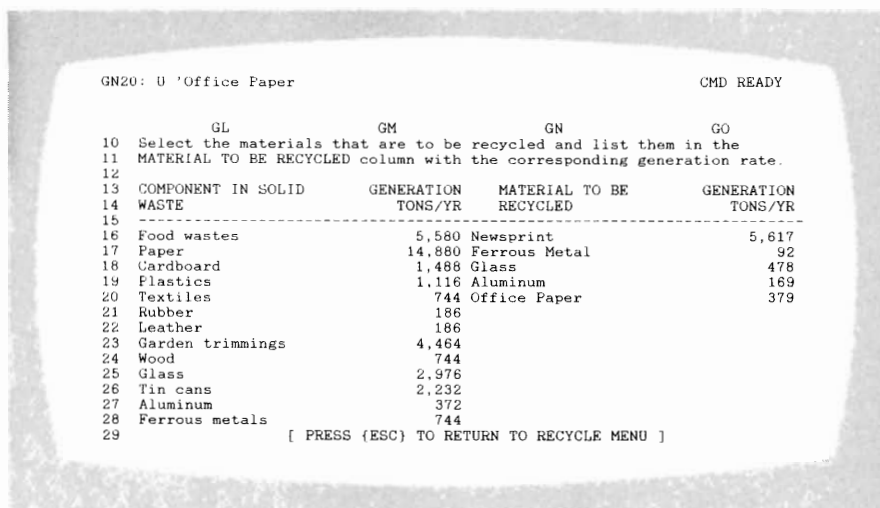 GN20: U 'Office Paper CMD READY
GL GM GN GO
10 Select the materials that are to be recycled and list them in the
11 MATERIAL TO BE RECYCLED column with the corresponding generation rate.
12
13 COMPONENT IN SOLID GENERATION MATERIAL TO BE GENERATION
14 WASTE TONS/YR RECYCLED TONS/YR
15 --------------------------------------------------------------------------
16 Food wastes 5,580 Newsprint 5,617
17 Paper 14,880 Ferrous Metal 92
18 Cardboard 1,488 Glass 478
19 Plastics 1,116 Aluminum 169
20 Textiles 744 Office Paper 379
21 Rubber 186
22 Leather 186
23 Garden trimmings 4,464
24 Wood 744
25 Glass 2,976
26 Tin cans 2,232
27 Aluminum 372
28 Ferrous metals 744
29 [ PRESS {ESC} TO RETURN TO RECYCLE MENU ]